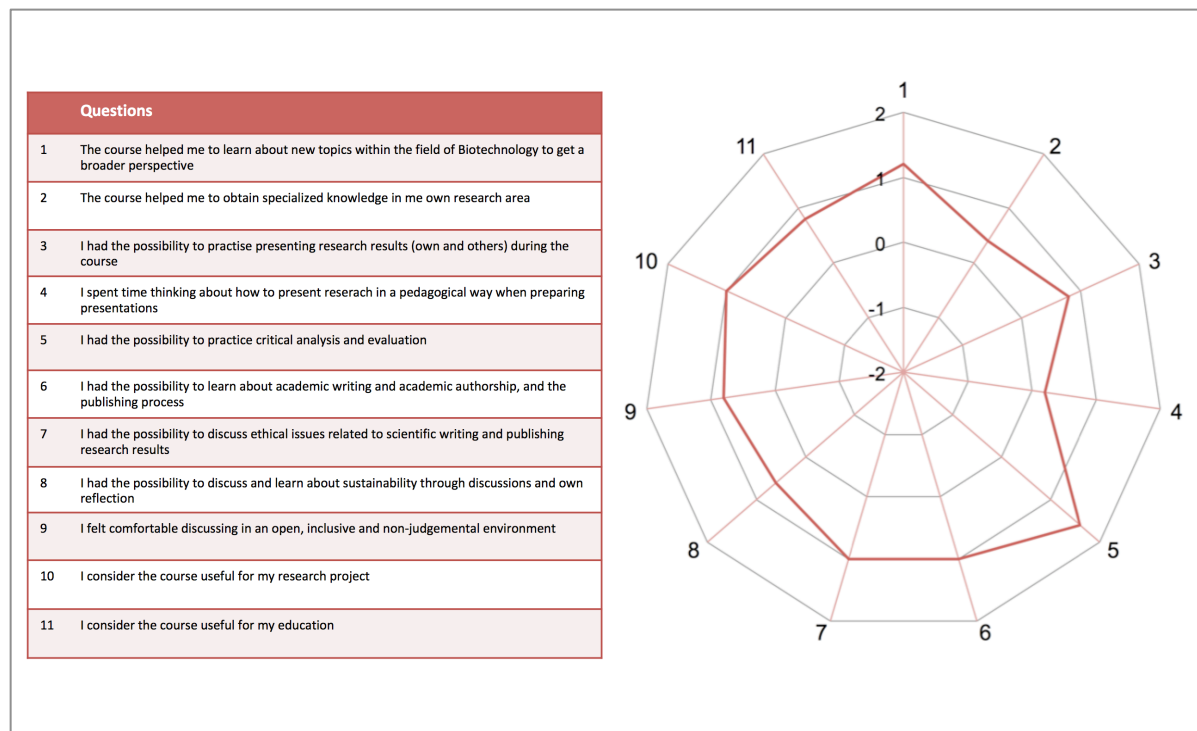 Questions
1 The course helped me to learn about new topics within the field of Biotechnology to get a
broader perspective
2 The course helped me to obtain specialized knowledge in me own research area
3 I had the possibility to practise presenting research results (own and others) during the
course
4 I spent time thinking about how to present reserach in a pedagogical way when preparing
presentations
5 I had the possibility to practice critical analysis and evaluation
6 I had the possibility to learn about academic writing and academic authorship, and the
publishing process
7 I had the possibility to discuss ethical issues related to scientific writing and publishing
research results
8 I had the possibility to discuss and learn about sustainability through discussions and own
reflection
9 I felt comfortable discussing in an open, inclusive and non-judgemental environment
10 I consider the course useful for my research project
11 I consider the course useful for my education
1
2
3
4
5
6
7
8
9
10
11
2
1
0
-1
-2